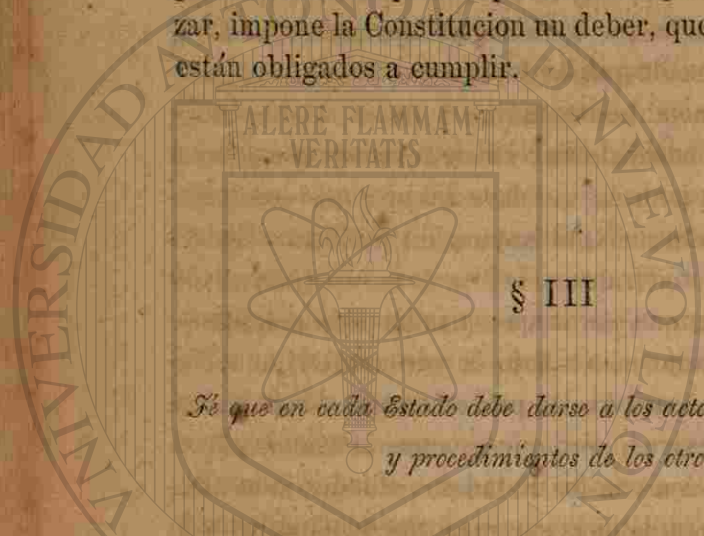 zar, impone la Constitucion un deber, que
están obligados a cumplir.
ALERE FLAMMAM
VERITATIS
§ III
Fé que en cada Estado debe darse a los acto
y procedimientos de los otro